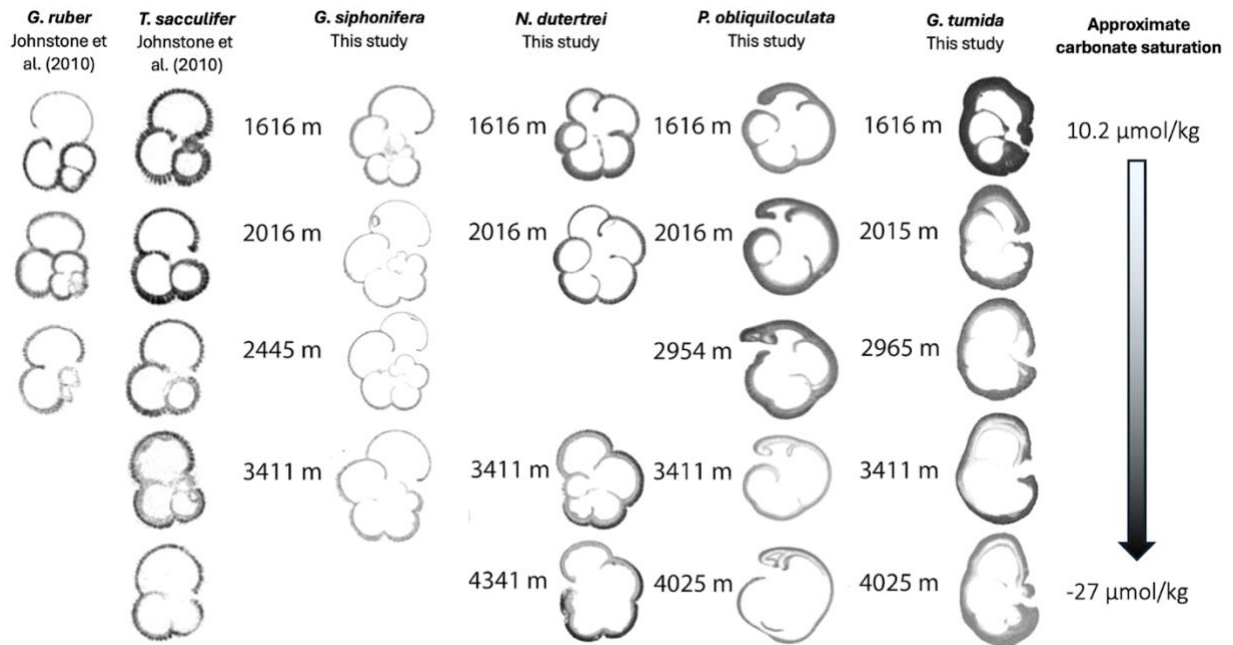 G. ruber
Johnstone et
al. (2010)
T. sacculifer
Johnstone et
al. (2010)
G. siphonifera
This study
N. dutertrei
This study
P. obliquiloculata
This study
G. tumida
This study
Approximate
carbonate saturation
1616 m
1616 m
1616 m
1616 m
10.2 µmol/kg
2016 m
2016 m
2016 m
2015 m
2445 m
2954 m
2965 m
3411 m
3411 m
3411 m
3411 m
4341 m
4025 m
4025 m
-27 µmol/kg